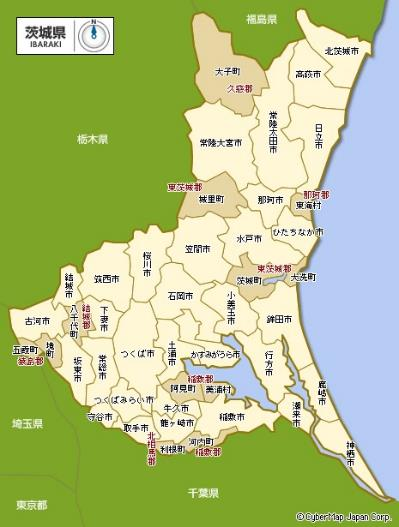 茨城県
IBARAKI
福島県
栃木県
埼玉県
東京都
千葉県
北茨城市
大子町
久慈郡
高萩市
常陸太田市
日立市
常陸大宮市
東茨城郡
城里町
那珂市
那珂郡
東海村
ひたちなか市
水戸市
笠間市
桜川市
東茨城郡
茨城町
大洗町
筑西市
結城市
石岡市
小美玉市
鉾田市
八千代町
結城郡
下妻市
古河市
五霞町
猿島郡
境町
坂東市
常総市
つくば市
土浦市
かすみがうら市
行方市
稲敷郡
阿見町
美浦村
鹿嶋市
つくばみらい市
守谷市
取手市
牛久市
龍ヶ崎市
稲敷市
潮来市
神栖市
北相馬郡
利根町
河内町
稲敷郡
© CyberMap Japan Corp.